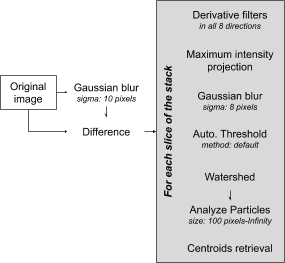 Original
image
Gaussian blur
sigma: 10 pixels
Difference
For each slice of the stack
Derivative filters
in all 8 directions
Maximum intensity
projection
Gaussian blur
sigma: 8 pixels
Auto. Threshold
method: default
Watershed
Analyze Particles
size: 100 pixels-Infinity
Centroids retrieval